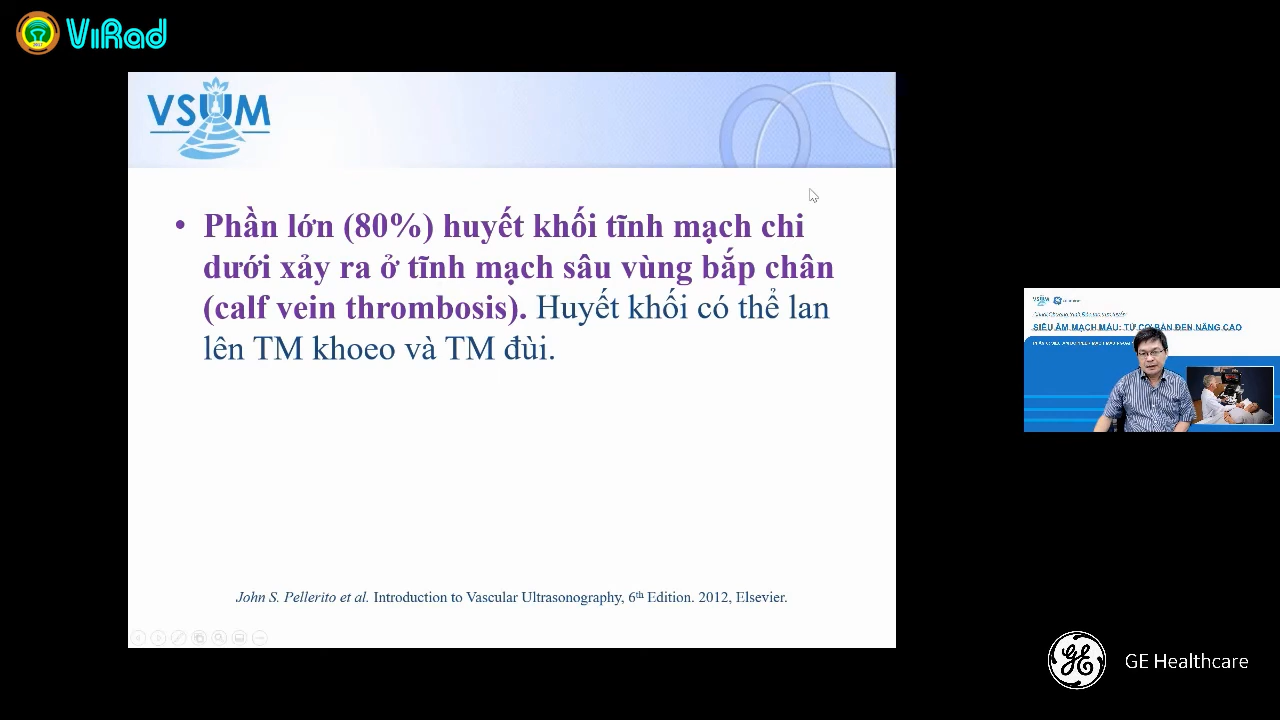 ViRad
VSUM
• Phần lớn (80%) huyết khối tĩnh mạch chi
dưới xảy ra ở tĩnh mạch sâu vùng bắp chân
(calf vein thrombosis). Huyết khối có thể lan
lên TM khoeo và TM đùi.
John S. Pellerito et al. Introduction to Vascular Ultrasonography, 6th Edition. 2012, Elsevier.
VSUM
SIÊU ÂM MẠCH MÁU: TỪ CƠ BẢN ĐẾN NÂNG CAO
GE Healthcare